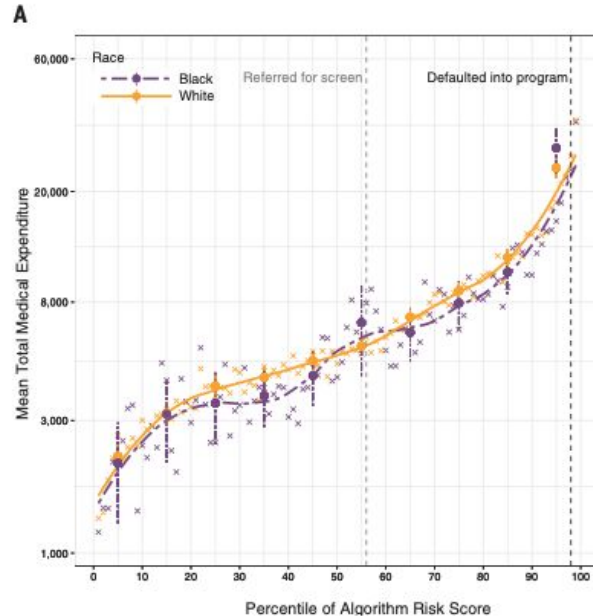 A
60,000
20,000
8,000
3,000
1,000
Mean Total Medical Expenditure
Race
Black
White
Referred for screen
Defaulted into program
0 10 20 30 40 50 60 70 80 90 100
Percentile of Algorithm Risk Score